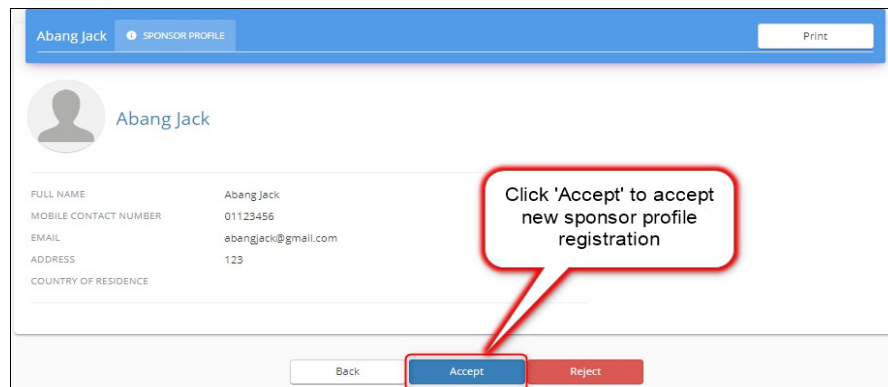 Abang Jack SPONSOR PROFILE Print
Abang Jack
FULL NAME Abang Jack
MOBILE CONTACT NUMBER 01123456
EMAIL abangjack@gmail.com
ADDRESS 123
COUNTRY OF RESIDENCE
Click 'Accept' to accept
new sponsor profile
registration
Back Accept Reject